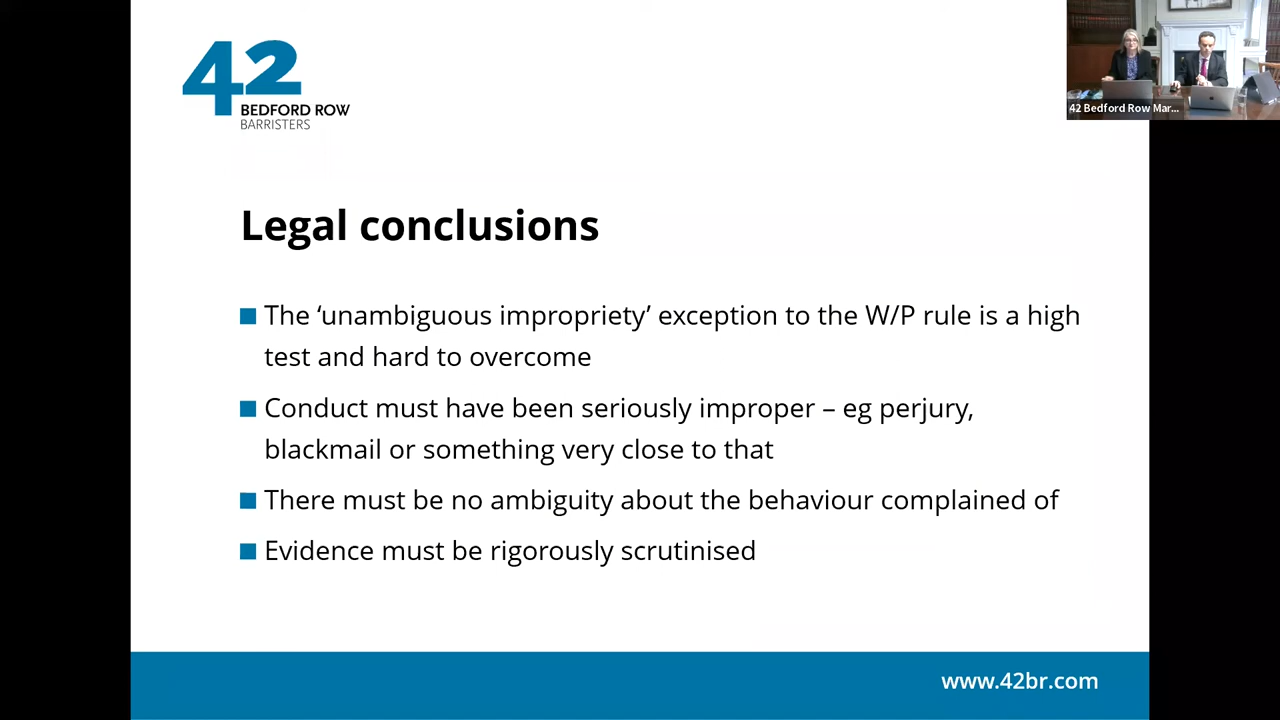 42
BEDFORD ROW
BARRISTERS
42 Bedford Row Mar...
Legal conclusions
The ‘unambiguous impropriety’ exception to the W/P rule is a high
test and hard to overcome
Conduct must have been seriously improper – eg perjury,
blackmail or something very close to that
There must be no ambiguity about the behaviour complained of
Evidence must be rigorously scrutinised
www.42br.com